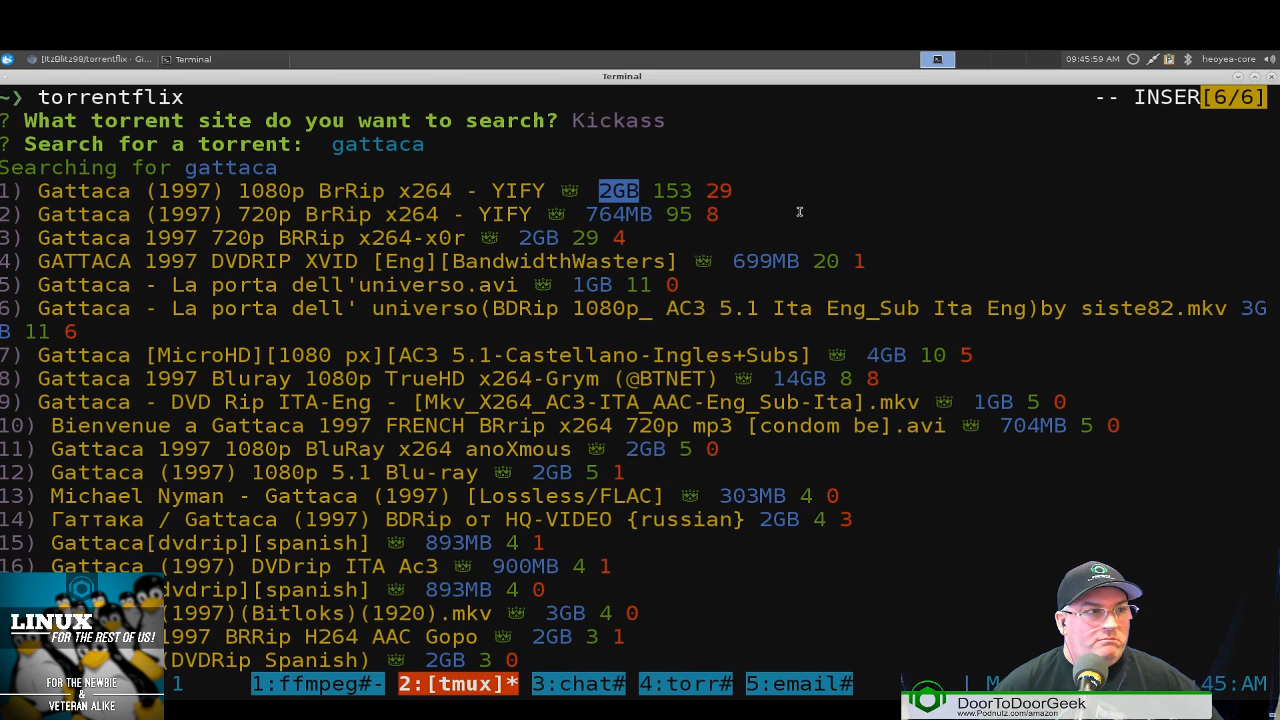 [ItzBlitz98/torrentflix - Gi... Terminal 09:45:59 AM heoyea-core
Terminal
~❯ torrentflix -- INSER[6/6]
? What torrent site do you want to search? Kickass
? Search for a torrent: gattaca
Searching for gattaca
1) Gattaca (1997) 1080p BrRip x264 - YIFY 2GB 153 29
2) Gattaca (1997) 720p BrRip x264 - YIFY 764MB 95 8
3) Gattaca 1997 720p BRRip x264-x0r 2GB 29 4
4) GATTACA 1997 DVDRIP XVID [Eng][BandwidthWasters] 699MB 20 1
5) Gattaca - La porta dell'universo.avi 1GB 11 0
6) Gattaca - La porta dell' universo(BDRip 1080p_ AC3 5.1 Ita Eng_Sub Ita Eng)by siste82.mkv 3G
B 11 6
7) Gattaca [MicroHD][1080 px][AC3 5.1-Castellano-Ingles+Subs] 4GB 10 5
8) Gattaca 1997 Bluray 1080p TrueHD x264-Grym (@BTNET) 14GB 8 8
9) Gattaca - DVD Rip ITA-Eng - [Mkv_X264_AC3-ITA_AAC-Eng_Sub-Ita].mkv 1GB 5 0
10) Bienvenue a Gattaca 1997 FRENCH BRrip x264 720p mp3 [condom be].avi 704MB 5 0
11) Gattaca 1997 1080p BluRay x264 anoXmous 2GB 5 0
12) Gattaca (1997) 1080p 5.1 Blu-ray 2GB 5 1
13) Michael Nyman - Gattaca (1997) [Lossless/FLAC] 303MB 4 0
14) Гаттака / Gattaca (1997) BDRip от HQ-VIDEO {russian} 2GB 4 3
15) Gattaca[dvdrip][spanish] 893MB 4 1
16) Gattaca (1997) DVDrip ITA Ac3 900MB 4 1
dvdrip][spanish] 893MB 4 0
(1997)(Bitloks)(1920).mkv 3GB 4 0
1997 BRRip H264 AAC Gopo 2GB 3 1
(DVDRip Spanish) 2GB 3 0
1 1:ffmpeg#- 2:[tmux]* 3:chat# 4:torr# 5:email# | M :45:AM
LINUX
FOR THE REST OF US!
FOR THE NEWBIE
&
VETERAN ALIKE
DoorToDoorGeek
www.Podnutz.com/amazon